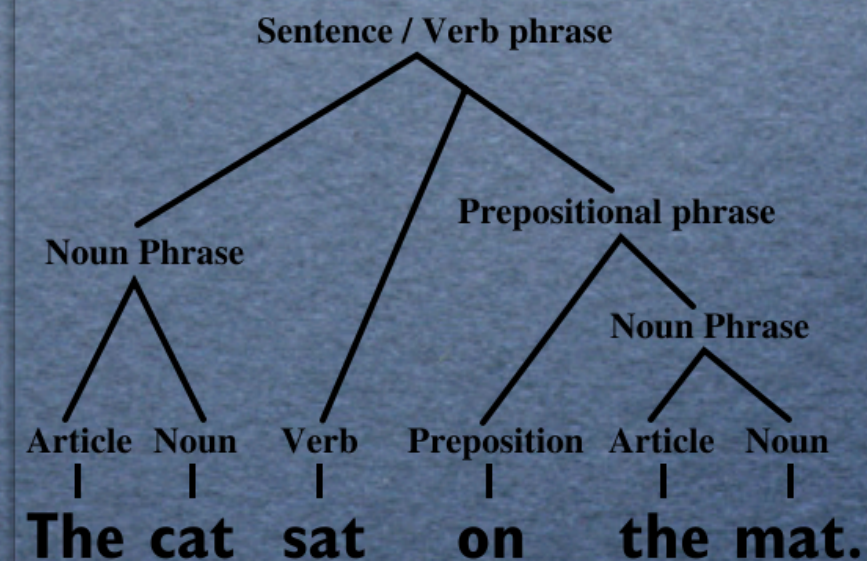 Sentence / Verb phrase
Prepositional phrase
Noun Phrase
Noun Phrase
Article Noun Verb Preposition Article Noun
The cat sat on the mat.